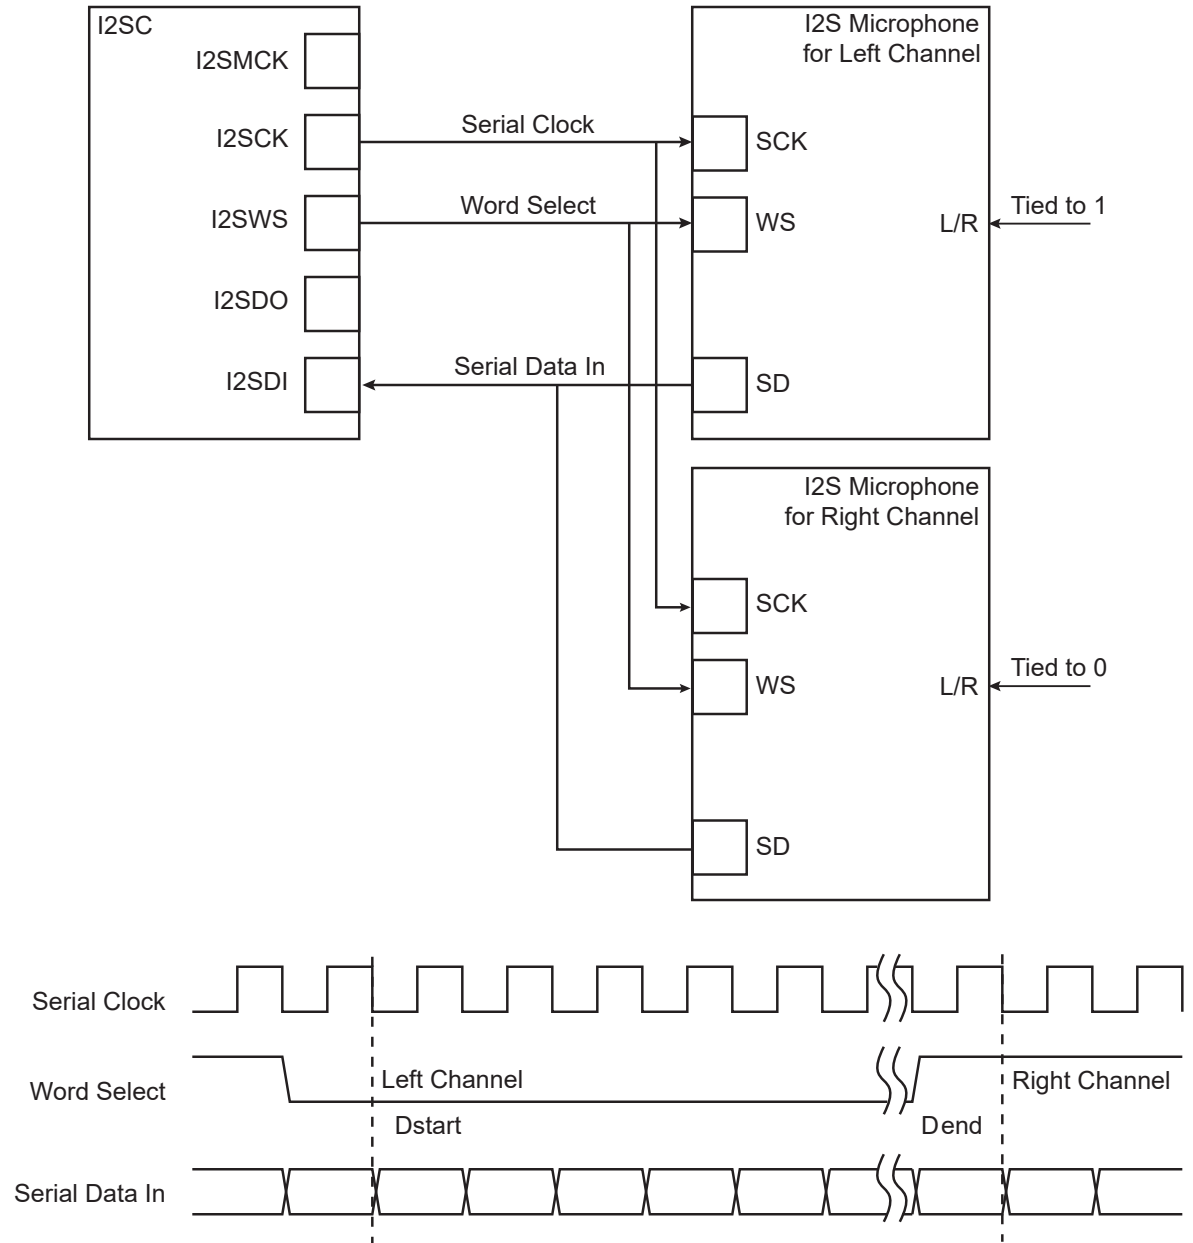 I2SC
I2SMCK
I2SCK
I2SWS
I2SDO
I2SDI
Serial Clock
Word Select
Serial Data In
I2S Microphone
for Left Channel
SCK
WS
L/R
Tied to 1
SD
I2S Microphone
for Right Channel
SCK
WS
L/R
Tied to 0
SD
Serial Clock
Word Select
Left Channel
Right Channel
Dstart
Dend
Serial Data In